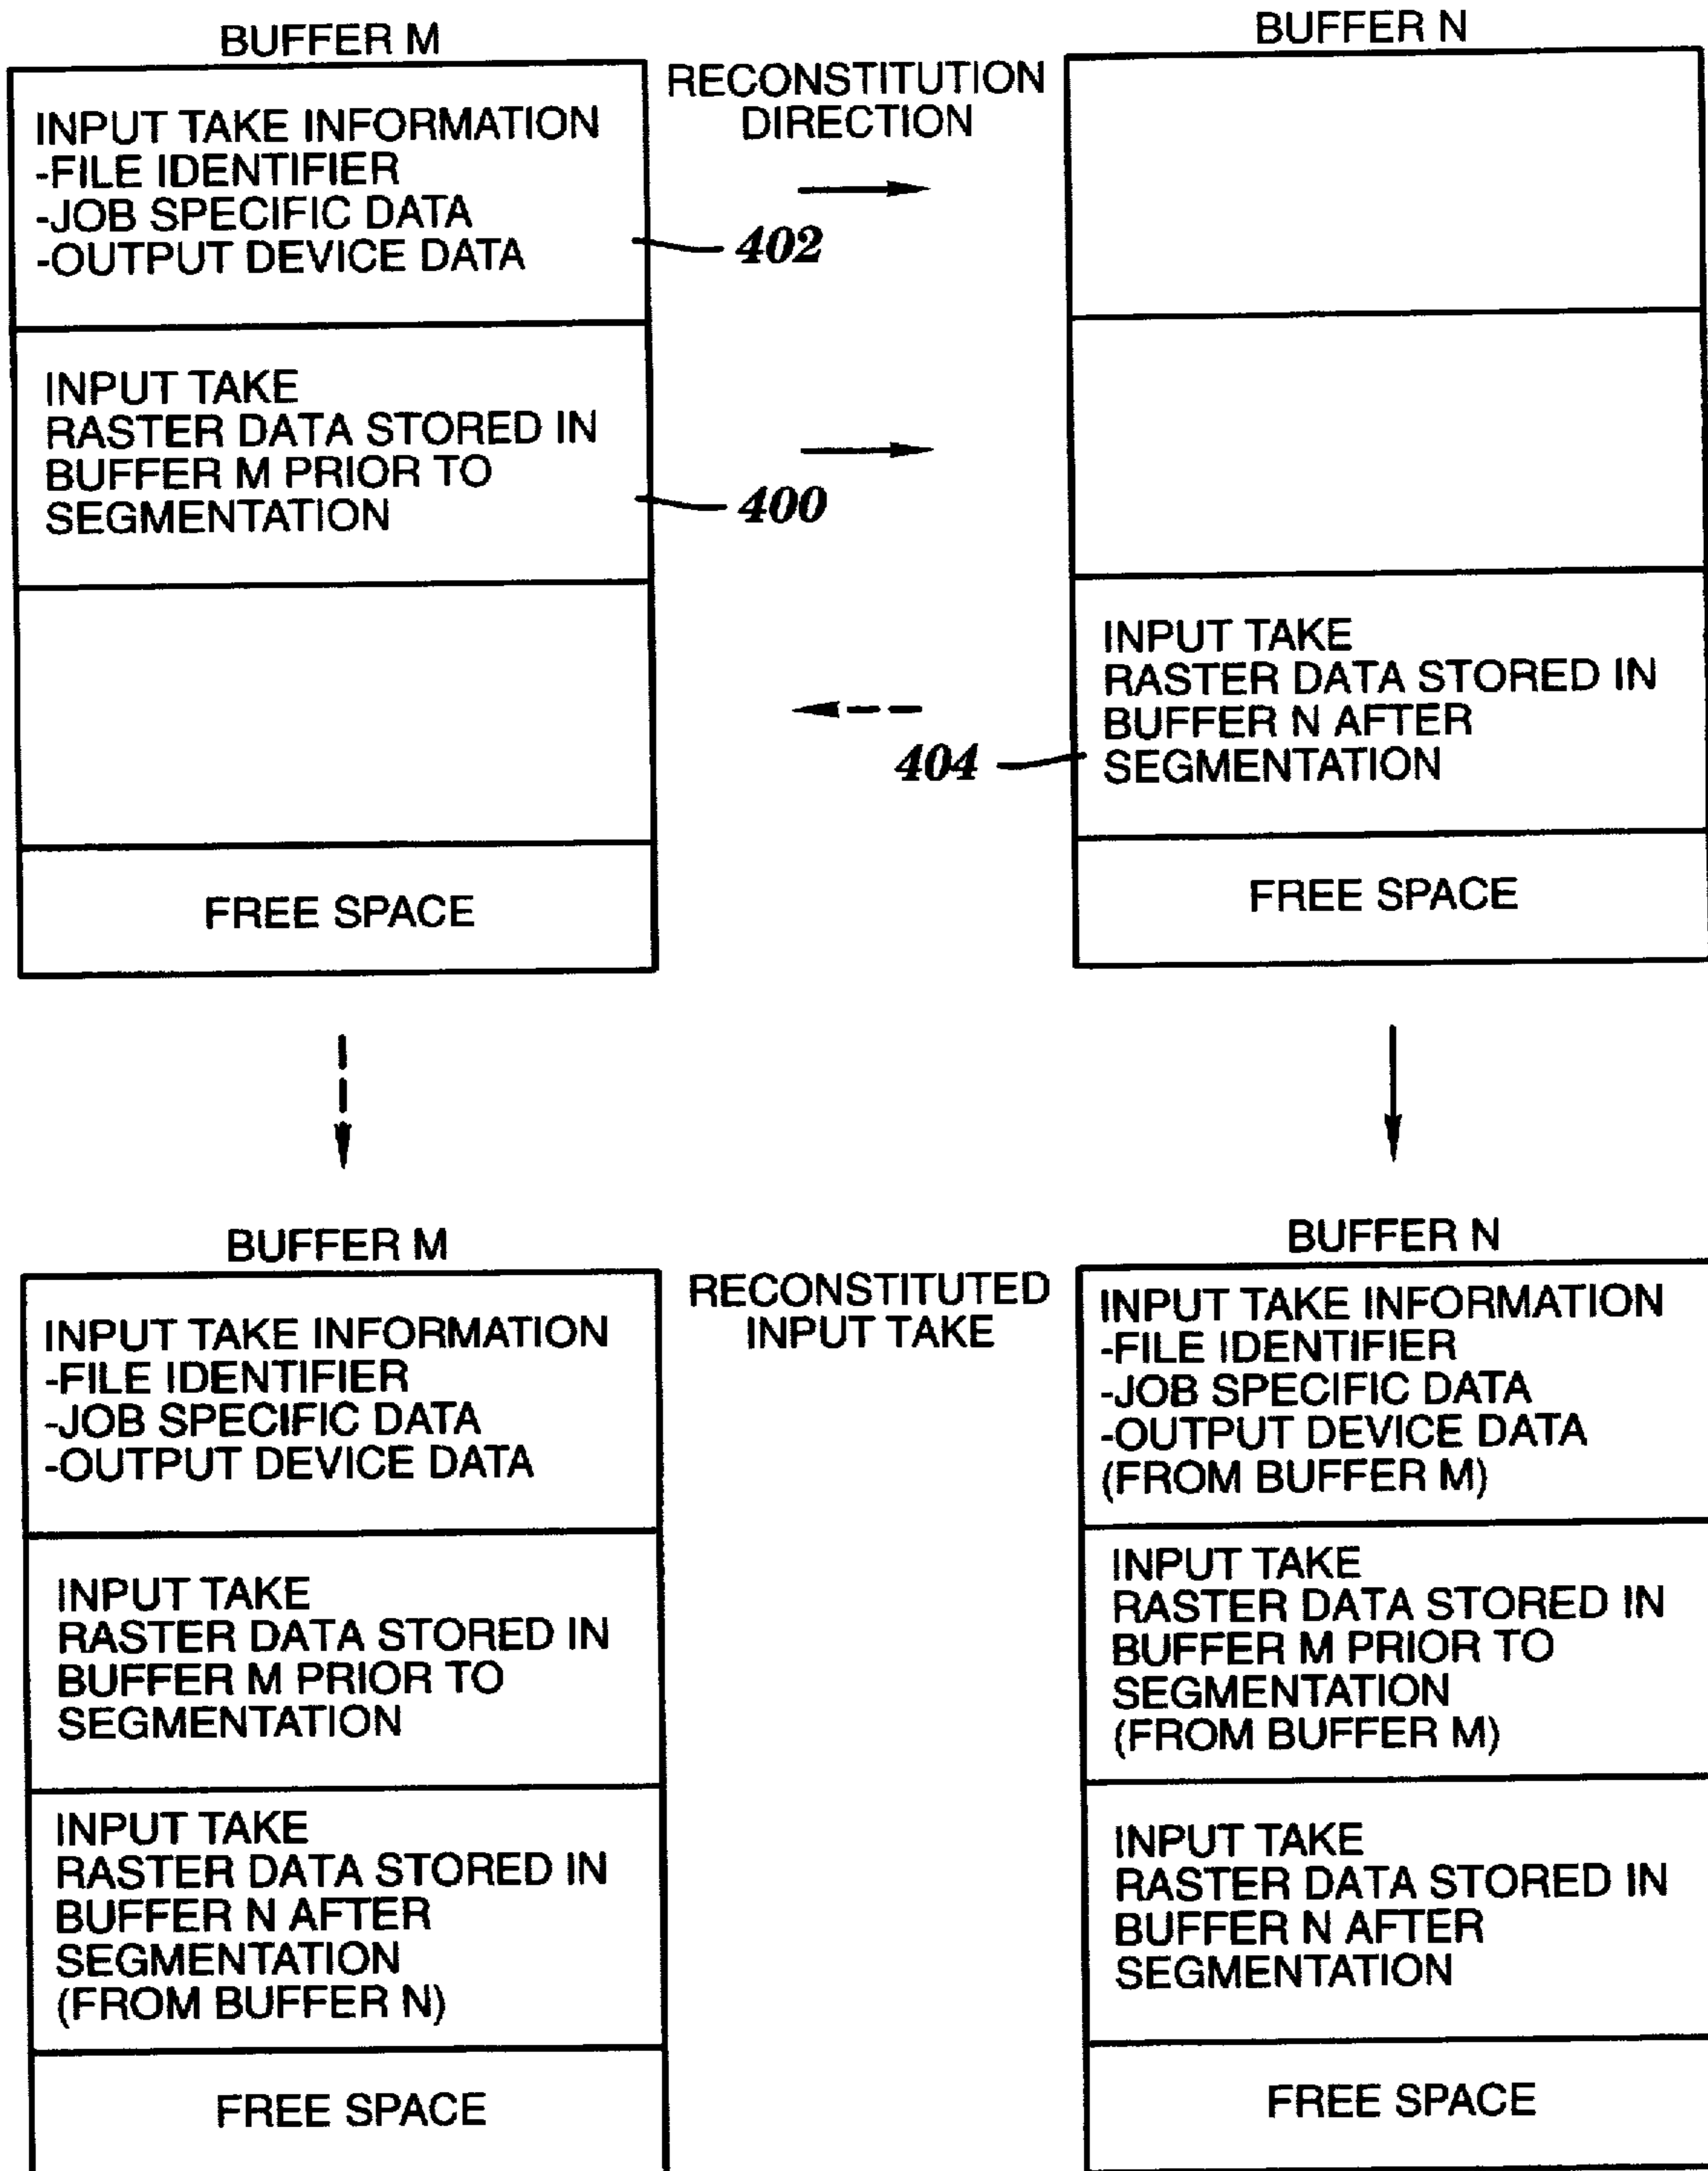 BUFFER M
BUFFER N
RECONSTITUTION
DIRECTION
INPUT TAKE INFORMATION
-FILE IDENTIFIER
-JOB SPECIFIC DATA
-OUTPUT DEVICE DATA
402
INPUT TAKE
RASTER DATA STORED IN
BUFFER M PRIOR TO
SEGMENTATION
400
INPUT TAKE
RASTER DATA STORED IN
BUFFER N AFTER
SEGMENTATION
404
FREE SPACE
FREE SPACE
BUFFER M
BUFFER N
RECONSTITUTED
INPUT TAKE
INPUT TAKE INFORMATION
-FILE IDENTIFIER
-JOB SPECIFIC DATA
-OUTPUT DEVICE DATA
INPUT TAKE
RASTER DATA STORED IN
BUFFER M PRIOR TO
SEGMENTATION
INPUT TAKE
RASTER DATA STORED IN
BUFFER N AFTER
SEGMENTATION
(FROM BUFFER N)
FREE SPACE
INPUT TAKE INFORMATION
-FILE IDENTIFIER
-JOB SPECIFIC DATA
-OUTPUT DEVICE DATA
(FROM BUFFER M)
INPUT TAKE
RASTER DATA STORED IN
BUFFER M PRIOR TO
SEGMENTATION
(FROM BUFFER M)
INPUT TAKE
RASTER DATA STORED IN
BUFFER N AFTER
SEGMENTATION
FREE SPACE